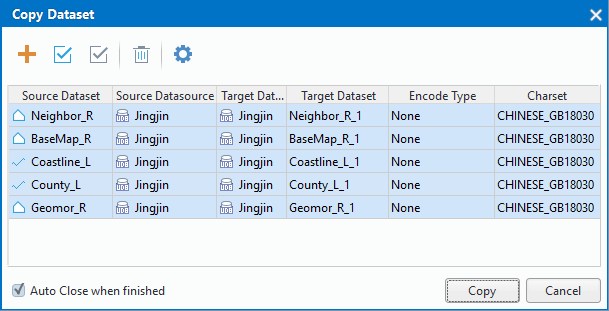 Copy Dataset
Source Dataset Source Datasource Target Dat... Target Dataset Encode Type Charset
Neighbor_R Jingjin Jingjin Neighbor_R_1 None CHINESE_GB18030
BaseMap_R Jingjin Jingjin BaseMap_R_1 None CHINESE_GB18030
Coastline_L Jingjin Jingjin Coastline_L_1 None CHINESE_GB18030
County_L Jingjin Jingjin County_L_1 None CHINESE_GB18030
Geomor_R Jingjin Jingjin Geomor_R_1 None CHINESE_GB18030
Auto Close when finished Copy Cancel